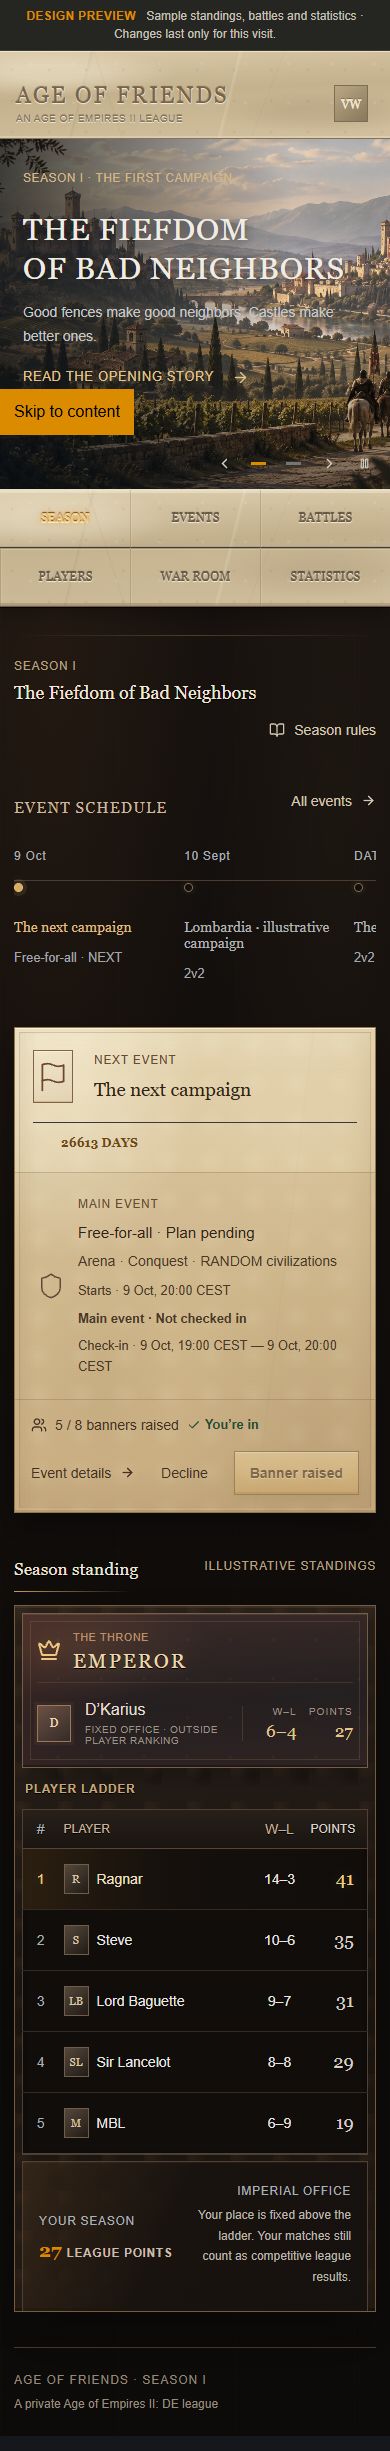 DESIGN PREVIEW Sample standings, battles and statistics ·
Changes last only for this visit.
AGE OF FRIENDS
AN AGE OF EMPIRES II LEAGUE
VW
SEASON I · THE FIRST CAMPAIGN
THE FIEFDOM
OF BAD NEIGHBORS
Good fences make good neighbors. Castles make
better ones.
READ THE OPENING STORY
Skip to content
SEASON
EVENTS
BATTLES
PLAYERS
WAR ROOM
STATISTICS
SEASON I
The Fiefdom of Bad Neighbors
Season rules
EVENT SCHEDULE
All events
9 Oct
10 Sept
DAT
The next campaign
Lombardia · illustrative
campaign
The
Free-for-all · NEXT
2v2
2v2
NEXT EVENT
The next campaign
26613 DAYS
MAIN EVENT
Free-for-all · Plan pending
Arena · Conquest · RANDOM civilizations
Starts · 9 Oct, 20:00 CEST
Main event · Not checked in
Check-in · 9 Oct, 19:00 CEST — 9 Oct, 20:00
CEST
5 / 8 banners raised You're in
Event details
Decline
Banner raised
Season standing
ILLUSTRATIVE STANDINGS
THE THRONE
EMPEROR
D
D'Karius
FIXED OFFICE · OUTSIDE
PLAYER RANKING
W–L POINTS
6–4 27
PLAYER LADDER
# PLAYER W–L POINTS
1 R Ragnar 14–3 41
2 S Steve 10–6 35
3 LB Lord Baguette 9–7 31
4 SL Sir Lancelot 8–8 29
5 M MBL 6–9 19
YOUR SEASON
27 LEAGUE POINTS
IMPERIAL OFFICE
Your place is fixed above the
ladder. Your matches still
count as competitive league
results.
AGE OF FRIENDS · SEASON I
A private Age of Empires II: DE league